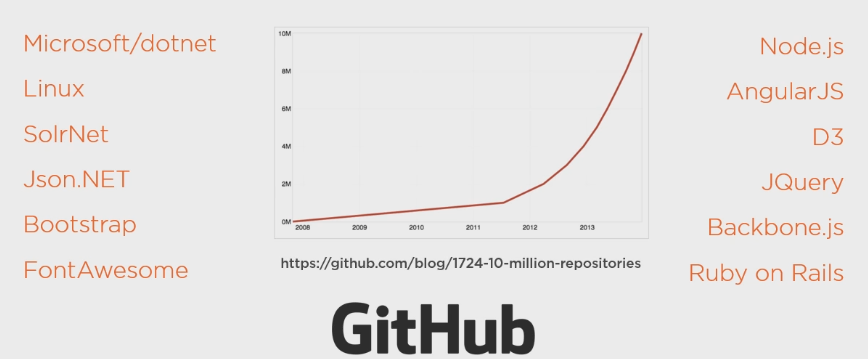 Microsoft/dotnet
Linux
SolrNet
Json.NET
Bootstrap
FontAwesome
10M
8M
6M
4M
2M
0M
2008 2009 2010 2011 2012 2013
https://github.com/blog/1724-10-million-repositories
GitHub
Node.js
AngularJS
D3
JQuery
Backbone.js
Ruby on Rails